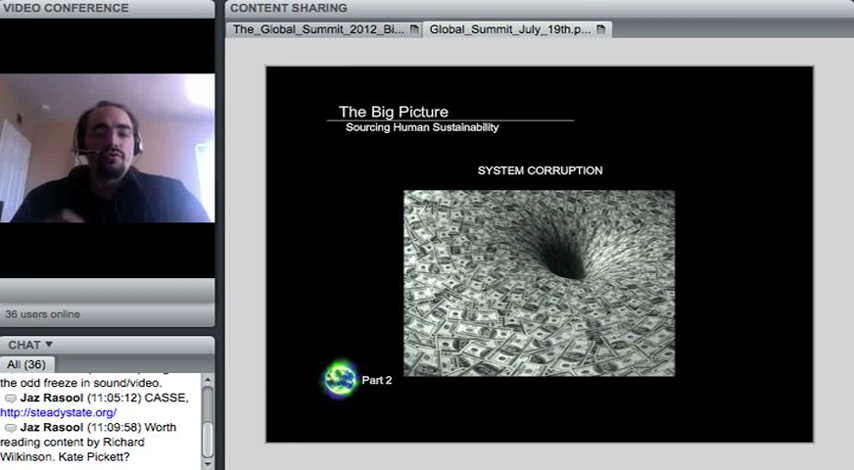 VIDEO CONFERENCE
36 users online
CHAT ▼
All (36)
the odd freeze in sound/video.
Jaz Rasool (11:05:12) CASSE,
http://steadystate.org/
Jaz Rasool (11:09:58) Worth
reading content by Richard
Wilkinson. Kate Pickett?
CONTENT SHARING
The_Global_Summit_2012_Bi...
Global_Summit_July_19th.p...
The Big Picture
Sourcing Human Sustainability
SYSTEM CORRUPTION
Part 2